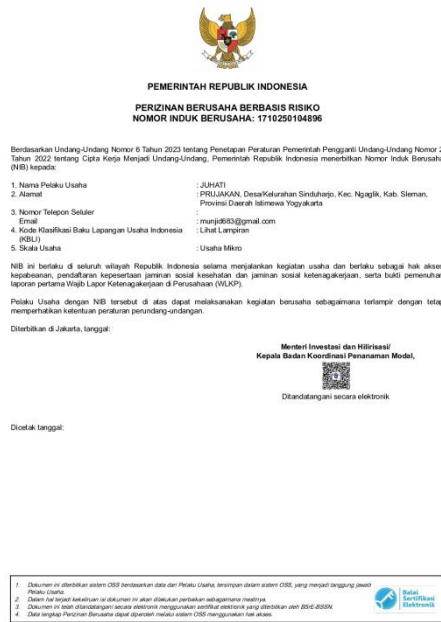 PEMERINTAH REPUBLIK INDONESIA
PERIZINAN BERUSAHA BERBASIS RISIKO
NOMOR INDUK BERUSAHA: 1710250104896
Berdasarkan Undang-Undang Nomor 6 Tahun 2023 tentang Penetapan Peraturan Pemerintah Pengganti Undang-Undang Nomor 2
Tahun 2022 tentang Cipta Kerja Menjadi Undang-Undang, Pemerintah Republik Indonesia menerbitkan Nomor Induk Berusaha
(NIB) kepada:
1. Nama Pelaku Usaha : JUHATI
2. Alamat : PRUJAKAN, Desa/Kelurahan Sinduharjo, Kec. Ngaglik, Kab. Sleman,
Provinsi Daerah Istimewa Yogyakarta
3. Nomor Telepon Seluler :
Email : munjid683@gmail.com
4. Kode Klasifikasi Baku Lapangan Usaha Indonesia : Lihat Lampiran
(KBLI)
5. Skala Usaha : Usaha Mikro
NIB ini berlaku di seluruh wilayah Republik Indonesia selama menjalankan kegiatan usaha dan berlaku sebagai hak akses
kepabeanan, pendaftaran kepesertaan jaminan sosial kesehatan dan jaminan sosial ketenagakerjaan, serta bukti pemenuhan
laporan pertama Wajib Lapor Ketenagakerjaan di Perusahaan (WLKP).
Pelaku Usaha dengan NIB tersebut di atas dapat melaksanakan kegiatan berusaha sebagaimana terlampir dengan tetap
memperhatikan ketentuan peraturan perundang-undangan.
Diterbitkan di Jakarta, tanggal:
Menteri Investasi dan Hilirisasi/
Kepala Badan Koordinasi Penanaman Modal,
Ditandatangani secara elektronik
Dicetak tanggal:
1. Dokumen ini diterbitkan sistem OSS berdasarkan data dari Pelaku Usaha, tersimpan dalam sistem OSS, yang menjadi tanggung jawab
Pelaku Usaha.
2. Dalam hal terjadi kekeliruan isi dokumen ini akan dilakukan perbaikan sebagaimana mestinya.
3. Dokumen ini telah ditandatangani secara elektronik menggunakan sertifikat elektronik yang diterbitkan oleh BSrE-BSSN.
4. Data lengkap Perizinan Berusaha dapat diperoleh melalui sistem OSS menggunakan hak akses.
Balai
Sertifikasi
Elektronik